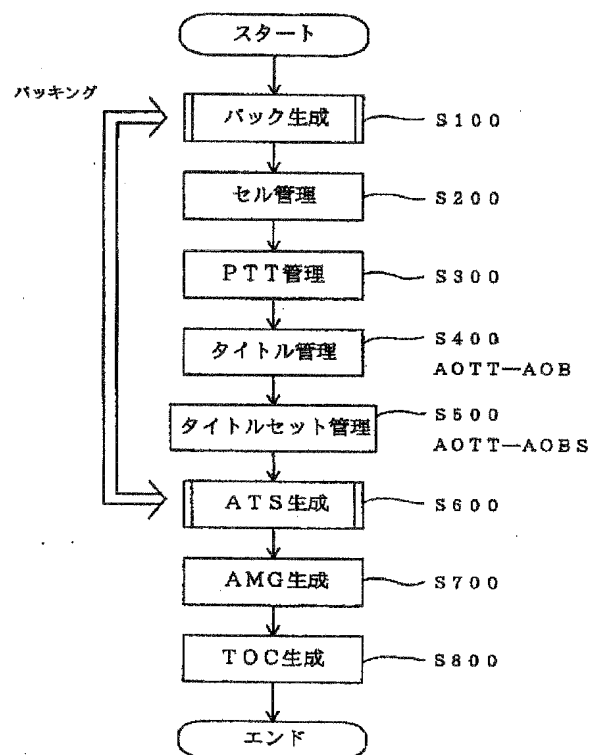 スタート
パッキング
パック生成
S100
セル管理
S200
PTT管理
S300
タイトル管理
S400
AOTT—AOB
タイトルセット管理
S500
AOTT—AOBS
ATS生成
S600
AMG生成
S700
TOC生成
S800
エンド